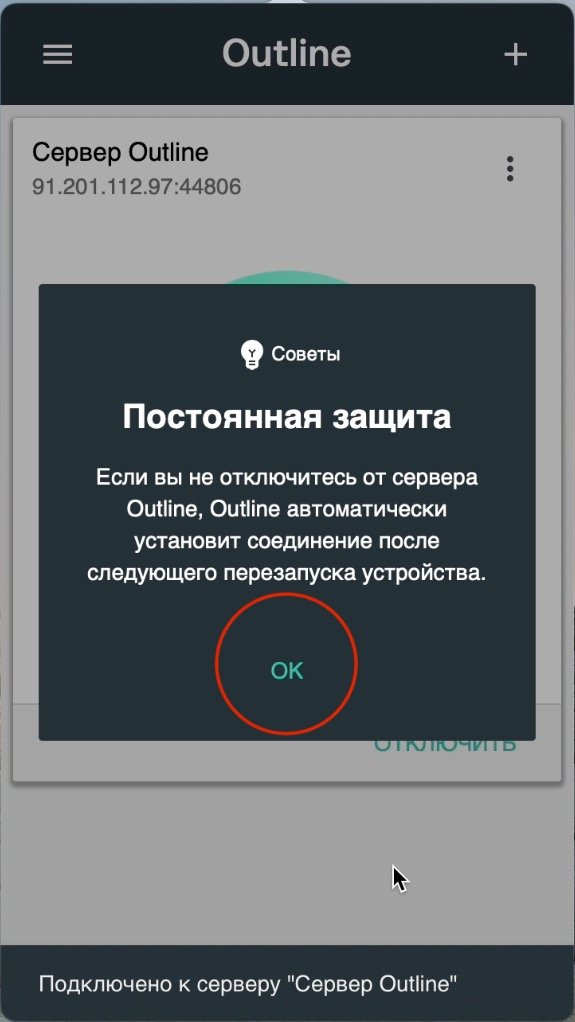 Outline
Сервер Outline
91.201.112.97:44806
Советы
Постоянная защита
Если вы не отключитесь от сервера
Outline, Outline автоматически
установит соединение после
следующего перезапуска устройства.
ОК
ОТКЛЮЧИТЬ
Подключено к серверу "Сервер Outline"